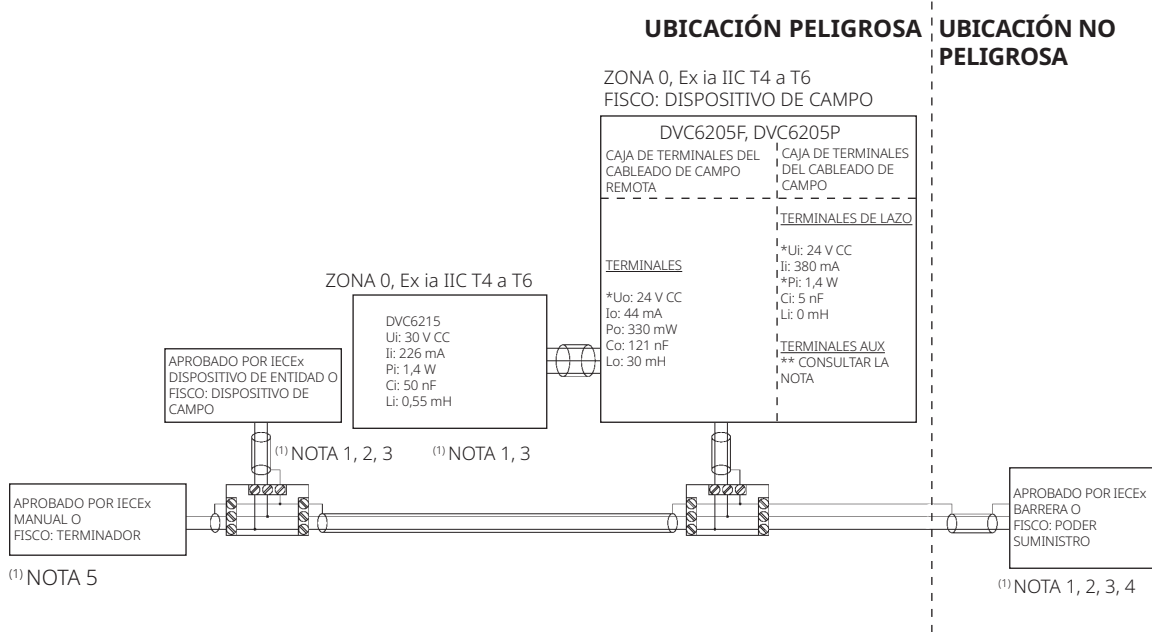 UBICACIÓN PELIGROSA
UBICACIÓN NO
PELIGROSA
ZONA 0, Ex ia IIC T4 a T6
FISCO: DISPOSITIVO DE CAMPO
DVC6205F, DVC6205P
CAJA DE TERMINALES DEL
CABLEADO DE CAMPO
REMOTA
CAJA DE TERMINALES
DEL CABLEADO DE
CAMPO
TERMINALES
*Uo: 24 V CC
Io: 44 mA
Po: 330 mW
Co: 121 nF
Lo: 30 mH
TERMINALES DE LAZO
*Ui: 24 V CC
Ii: 380 mA
*Pi: 1,4 W
Ci: 5 nF
Li: 0 mH
TERMINALES AUX
** CONSULTAR LA
NOTA
ZONA 0, Ex ia IIC T4 a T6
DVC6215
Ui: 30 V CC
Ii: 226 mA
Pi: 1,4 W
Ci: 50 nF
Li: 0,55 mH
APROBADO POR IECEx
DISPOSITIVO DE ENTIDAD O
FISCO: DISPOSITIVO DE
CAMPO
(1) NOTA 1, 2, 3
(1) NOTA 1, 3
APROBADO POR IECEx
MANUAL O
FISCO: TERMINADOR
(1) NOTA 5
APROBADO POR IECEx
BARRERA O
FISCO: PODER
SUMINISTRO
(1) NOTA 1, 2, 3, 4